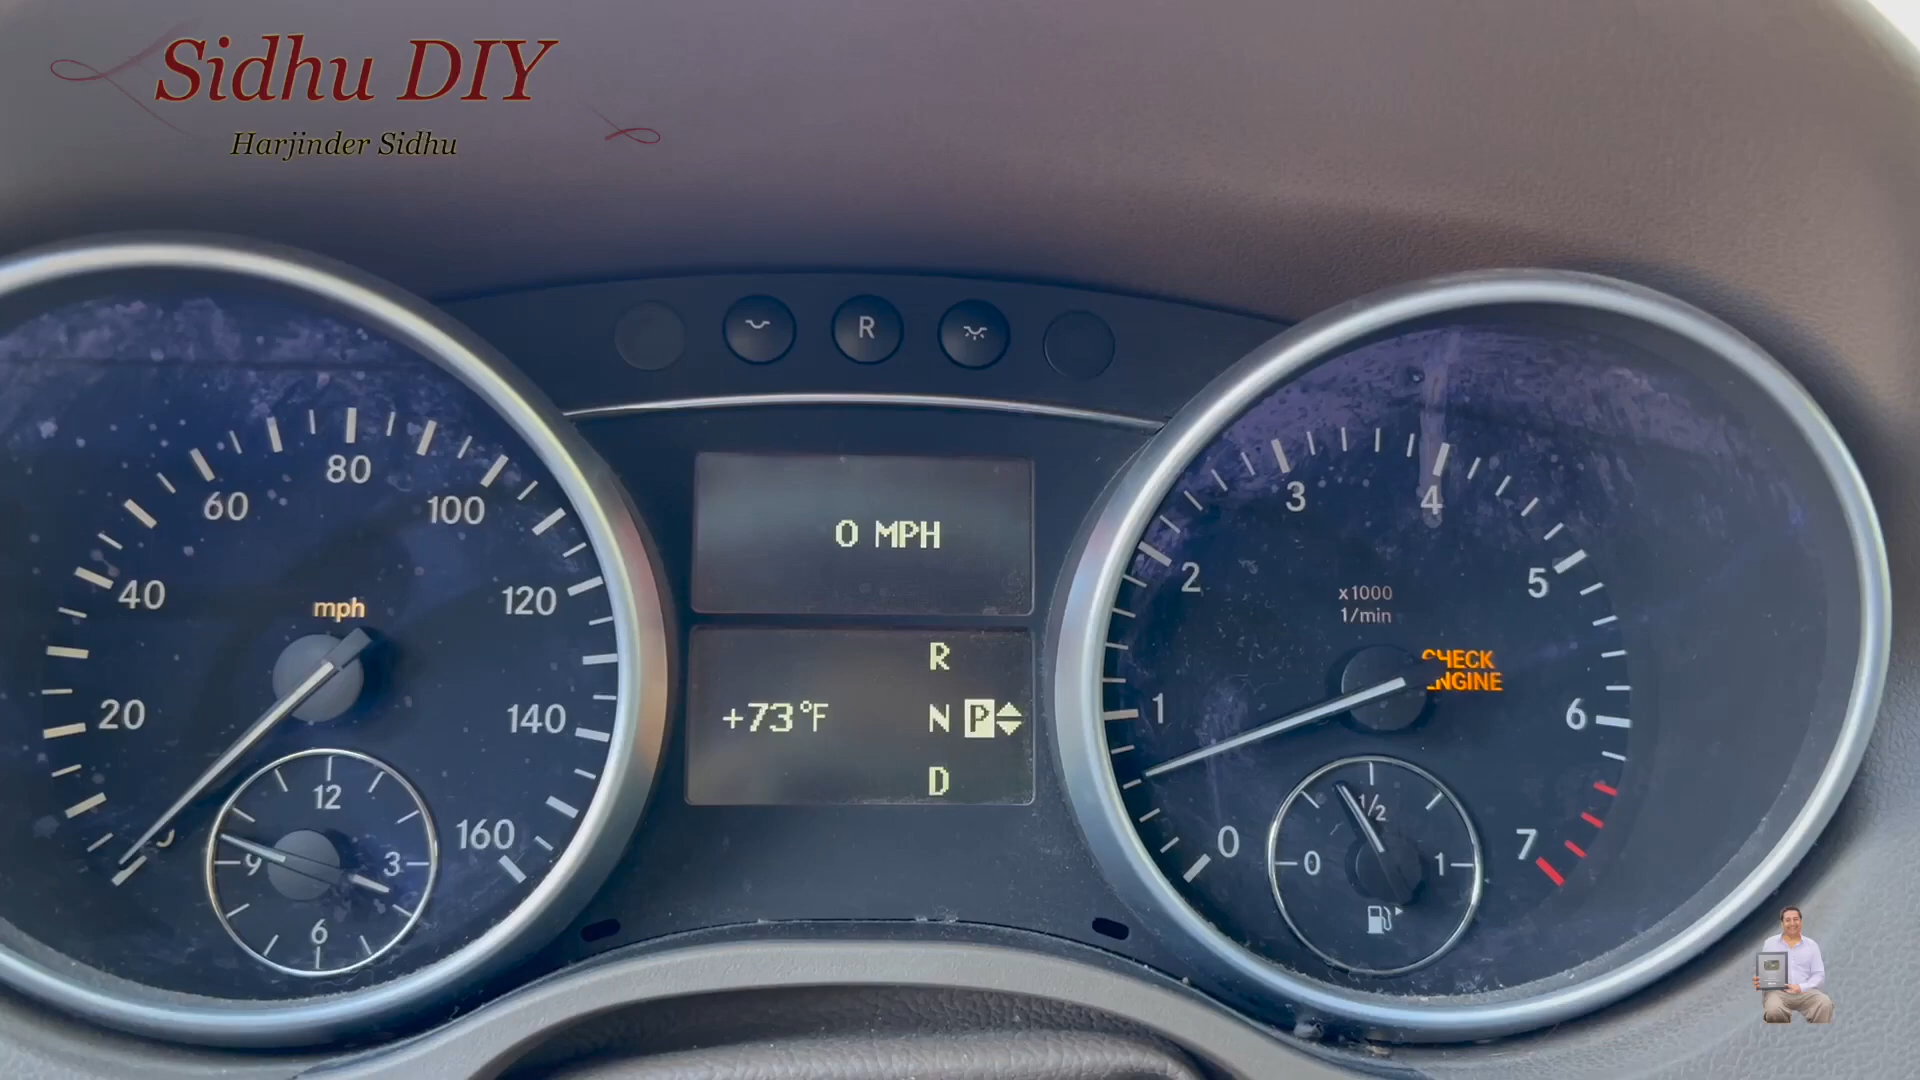 Sidhu DIY
Harjinder Sidhu
R
80
60
100
40
120
mph
20
140
160
12
9
3
6
0 MPH
R
+73°F
N P
D
3
4
2
5
x1000
1/min
CHECK
ENGINE
1
6
0
7
1/2
0
1